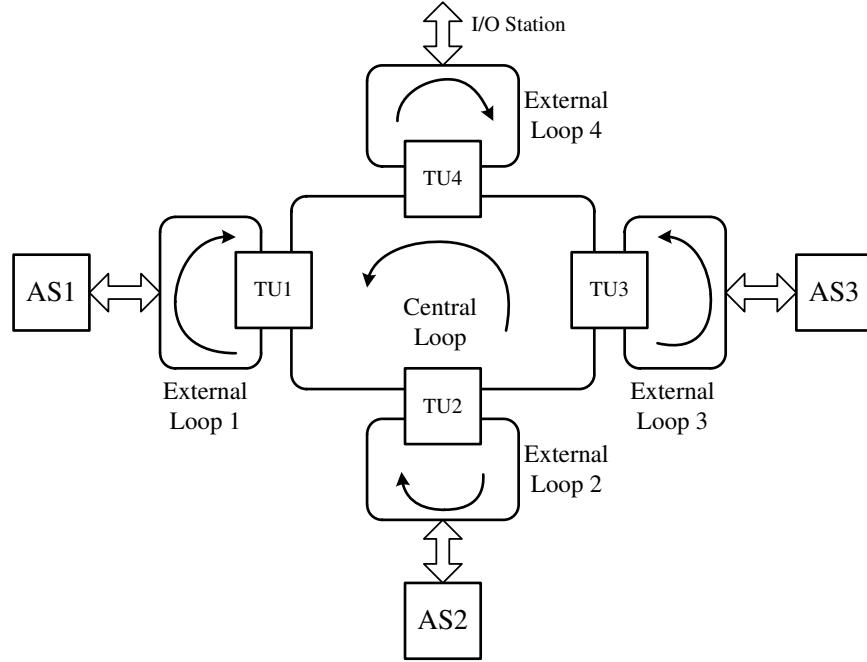 I/O Station
External
Loop 4
TU4
AS1
TU1
Central
Loop
TU3
AS3
External
Loop 1
TU2
External
Loop 3
External
Loop 2
AS2